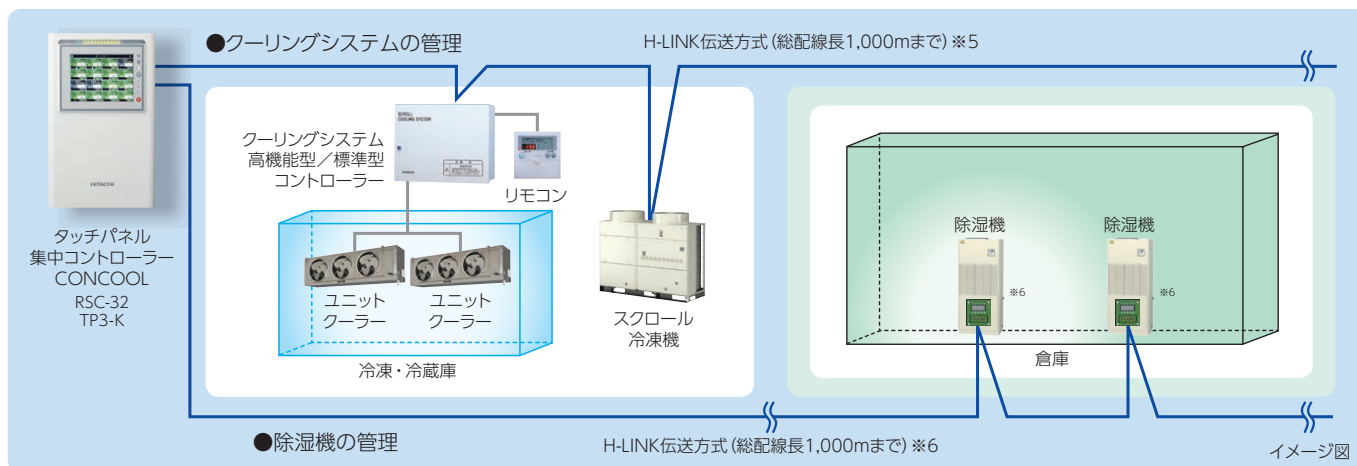 ●クーリングシステムの管理
H-LINK伝送方式(総配線長1,000mまで)※5
HITACHI
タッチパネル
集中コントローラー
CONCOOL
RSC-32
TP3-K
SCROLL
COOLING SYSTEM
クーリングシステム
高機能型/標準型
コントローラー
リモコン
ユニット
クーラー
ユニット
クーラー
冷凍・冷蔵庫
スクロール
冷凍機
除湿機
※6
除湿機
※6
倉庫
●除湿機の管理
H-LINK伝送方式(総配線長1,000mまで)※6
イメージ図